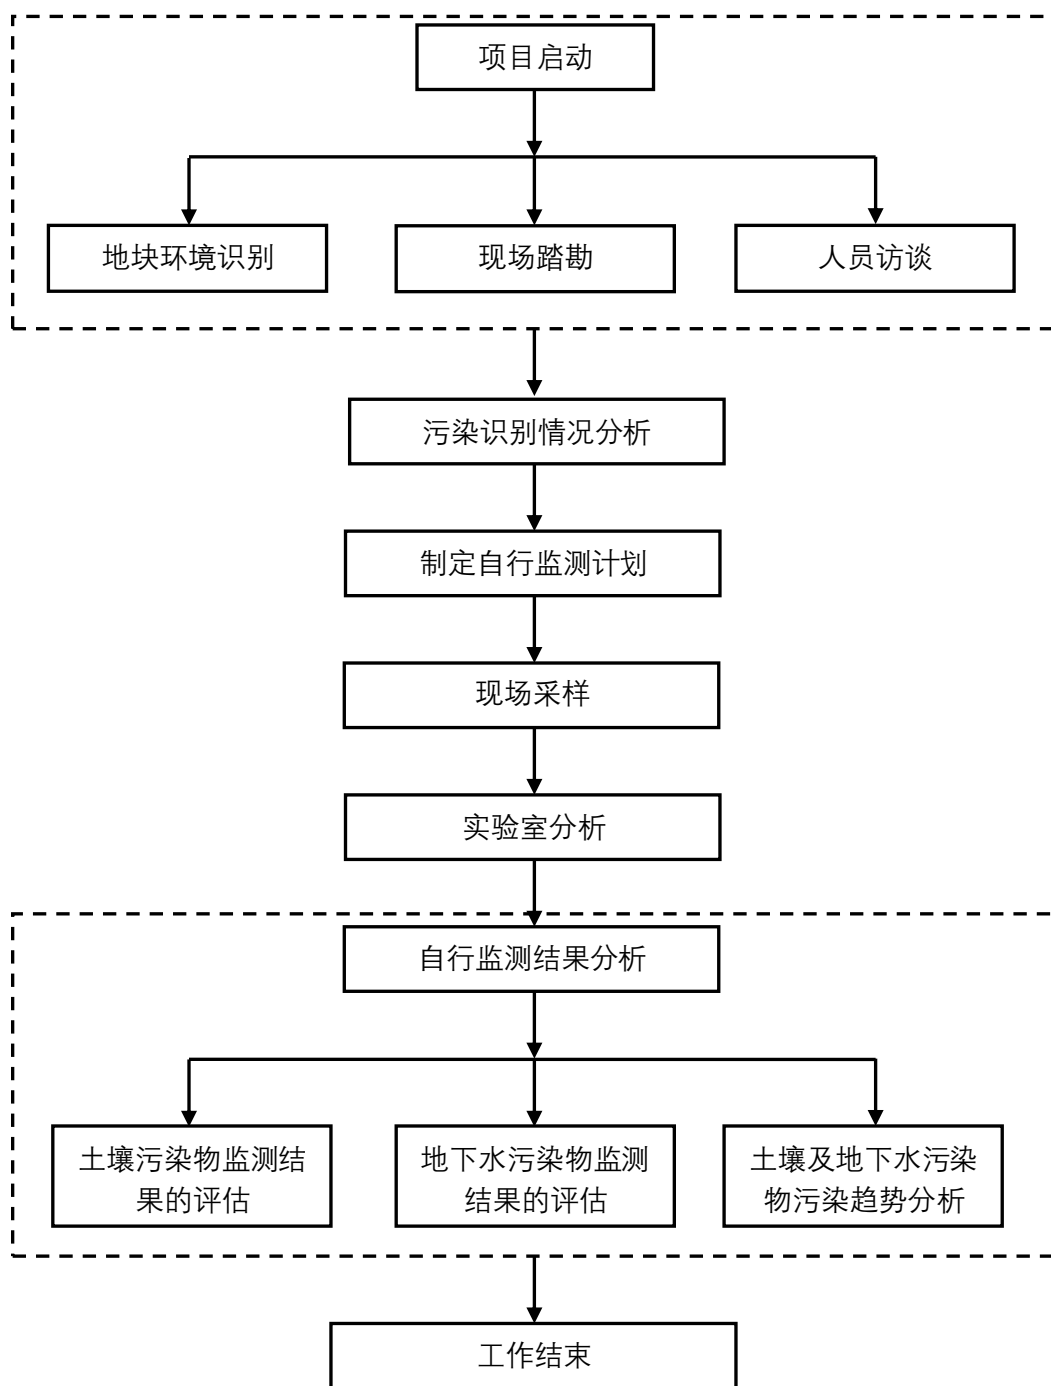 项目启动
地块环境识别
现场踏勘
人员访谈
污染识别情况分析
制定自行监测计划
现场采样
实验室分析
自行监测结果分析
土壤污染物监测结
果的评估
地下水污染物监测
结果的评估
土壤及地下水污染
物污染趋势分析
工作结束